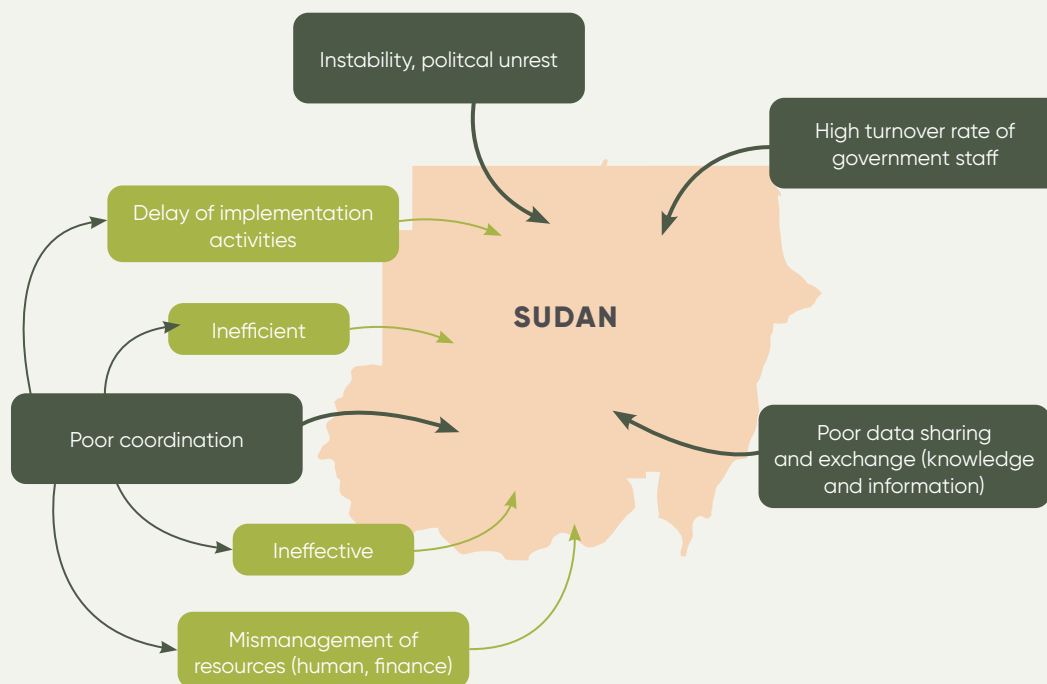 Instability, politcal unrest
High turnover rate of
government staff
Delay of implementation
activities
Inefficient
SUDAN
Poor coordination
Poor data sharing
and exchange (knowledge
and information)
Ineffective
Mismanagement of
resources (human, finance)